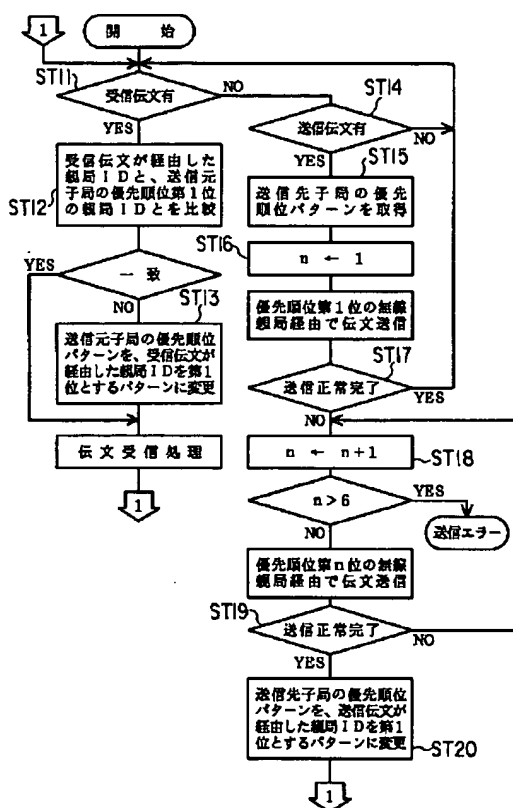 1
開始
ST11
受信伝文有
NO
YES
ST12
受信伝文が経由した
親局IDと、送信元
子局の優先順位第1位
の親局IDとを比較
YES
一致
NO
ST13
送信元子局の優先順位
パターンを、受信伝文が
経由した親局IDを第1
位とするパターンに変更
伝文受信処理
1
ST14
送信伝文有
NO
YES
ST15
送信先子局の優先
順位パターンを取得
ST16
n ← 1
優先順位第1位の無線
親局経由で伝文送信
ST17
送信正常完了
NO
YES
n ← n+1
ST18
n>6
YES
NO
送信エラー
優先順位第n位の無線
親局経由で伝文送信
ST19
送信正常完了
NO
YES
送信先子局の優先順位
パターンを、送信伝文が
経由した親局IDを第1
位とするパターンに変更
ST20
1